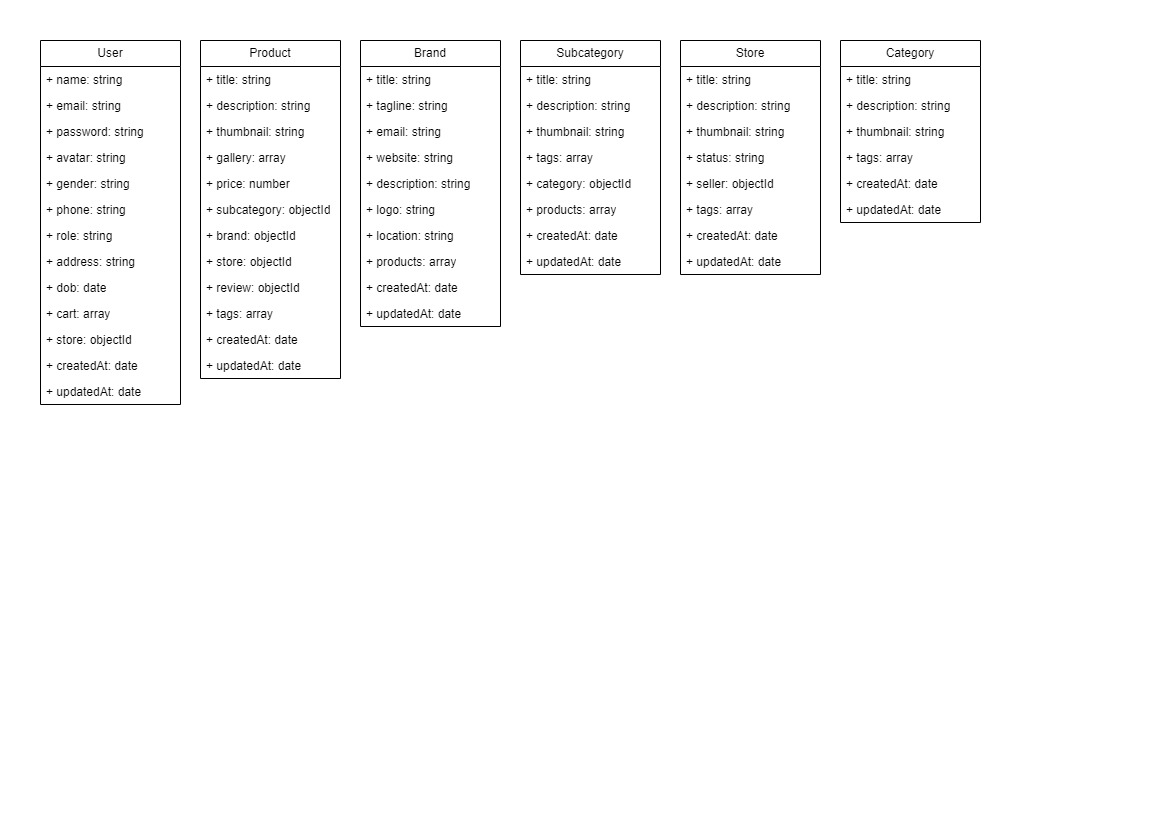 User
+ name: string
+ email: string
+ password: string
+ avatar: string
+ gender: string
+ phone: string
+ role: string
+ address: string
+ dob: date
+ cart: array
+ store: objectId
+ createdAt: date
+ updatedAt: date
Product
+ title: string
+ description: string
+ thumbnail: string
+ gallery: array
+ price: number
+ subcategory: objectId
+ brand: objectId
+ store: objectId
+ review: objectId
+ tags: array
+ createdAt: date
+ updatedAt: date
Brand
+ title: string
+ tagline: string
+ email: string
+ website: string
+ description: string
+ logo: string
+ location: string
+ products: array
+ createdAt: date
+ updatedAt: date
Subcategory
+ title: string
+ description: string
+ thumbnail: string
+ tags: array
+ category: objectId
+ products: array
+ createdAt: date
+ updatedAt: date
Store
+ title: string
+ description: string
+ thumbnail: string
+ status: string
+ seller: objectId
+ tags: array
+ createdAt: date
+ updatedAt: date
Category
+ title: string
+ description: string
+ thumbnail: string
+ tags: array
+ createdAt: date
+ updatedAt: date